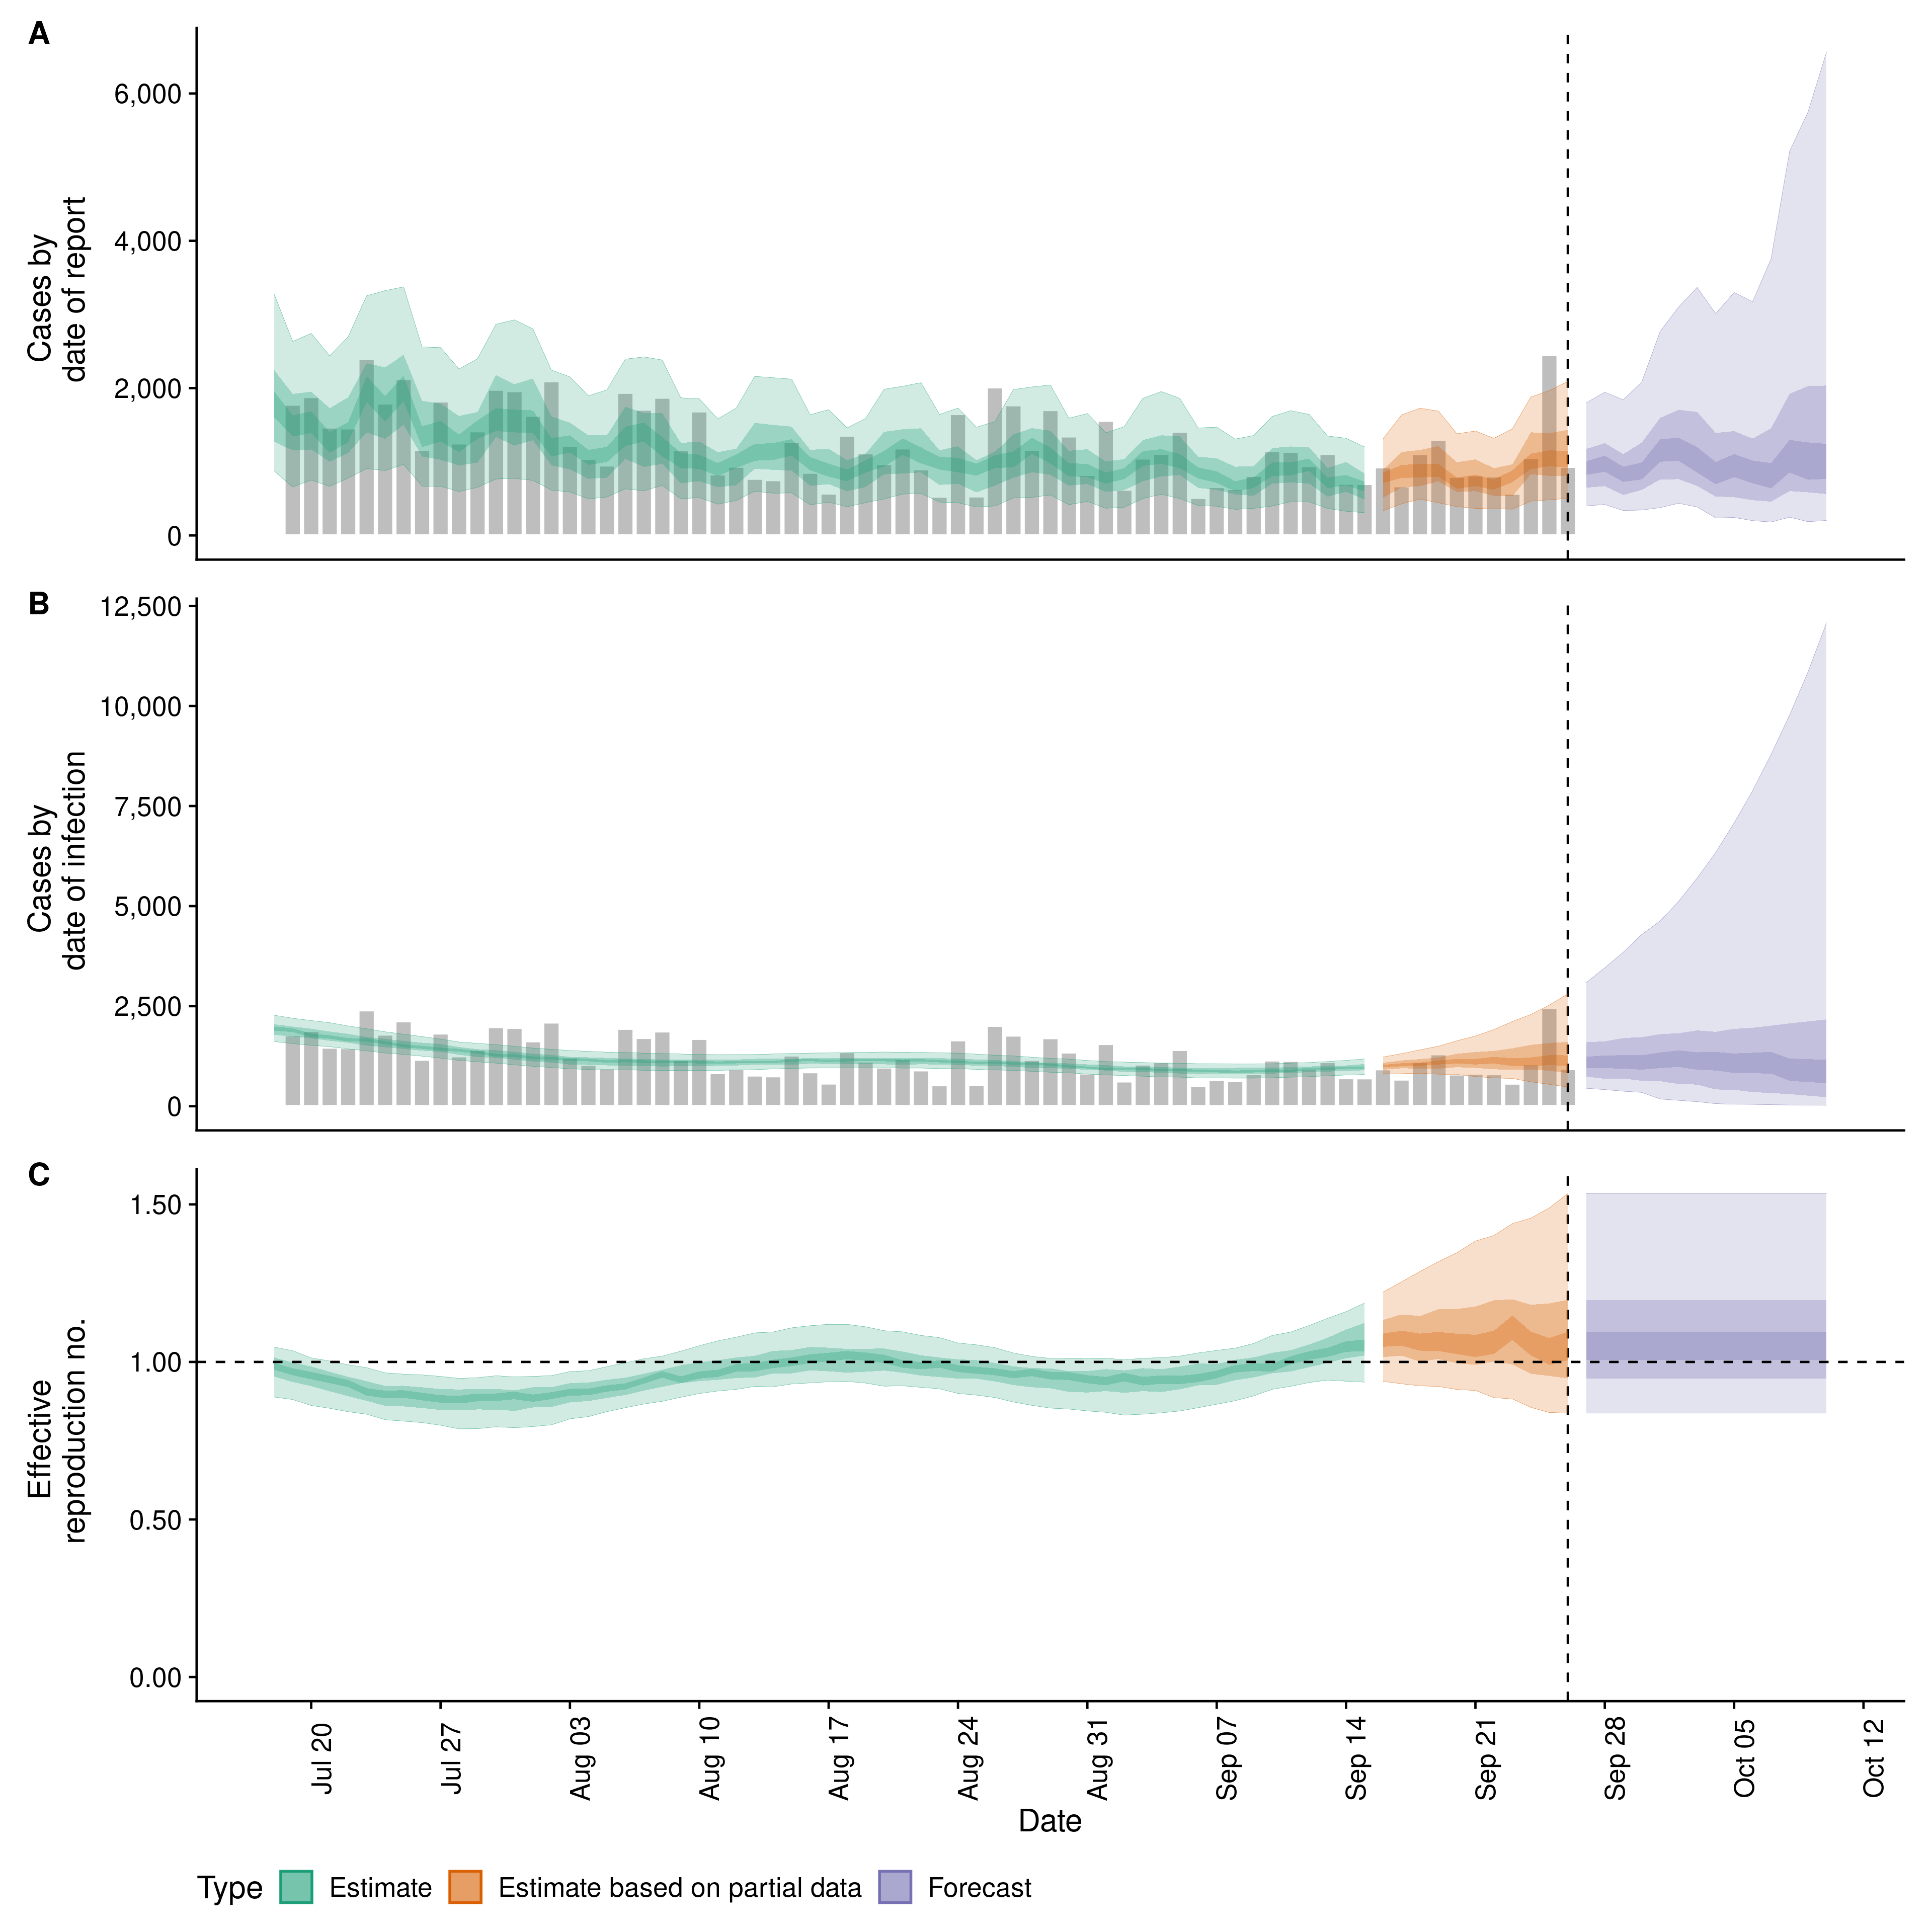 A
Cases by
date of report
6,000
4,000
2,000
0
B
Cases by
date of infection
12,500
10,000
7,500
5,000
2,500
0
C
Effective
reproduction no.
1.50
1.00
0.50
0.00
Jul 20
Jul 27
Aug 03
Aug 10
Aug 17
Aug 24
Aug 31
Sep 07
Sep 14
Sep 21
Sep 28
Oct 05
Oct 12
Date
Type Estimate Estimate based on partial data Forecast